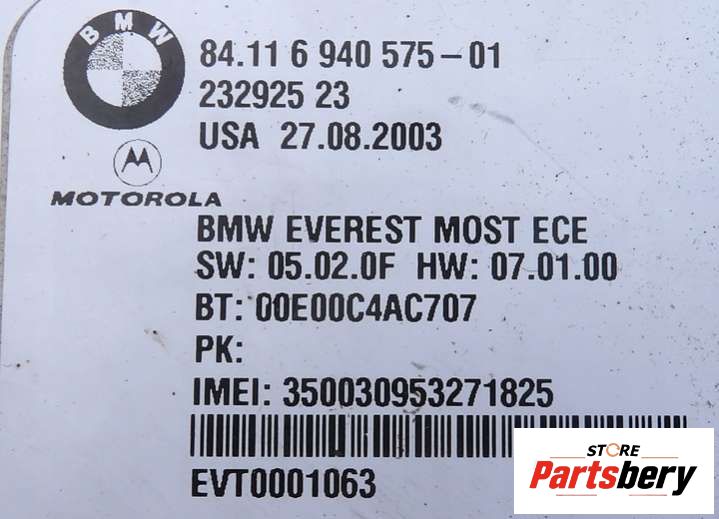 BMW
84.11 6 940 575-01
232925 23
USA 27.08.2003
MOTOROLA
BMW EVEREST MOST ECE
SW: 05.02.0F HW: 07.01.00
BT: 00E00C4AC707
PK:
IMEI: 350030953271825
EVT0001063
STORE
Partsbery